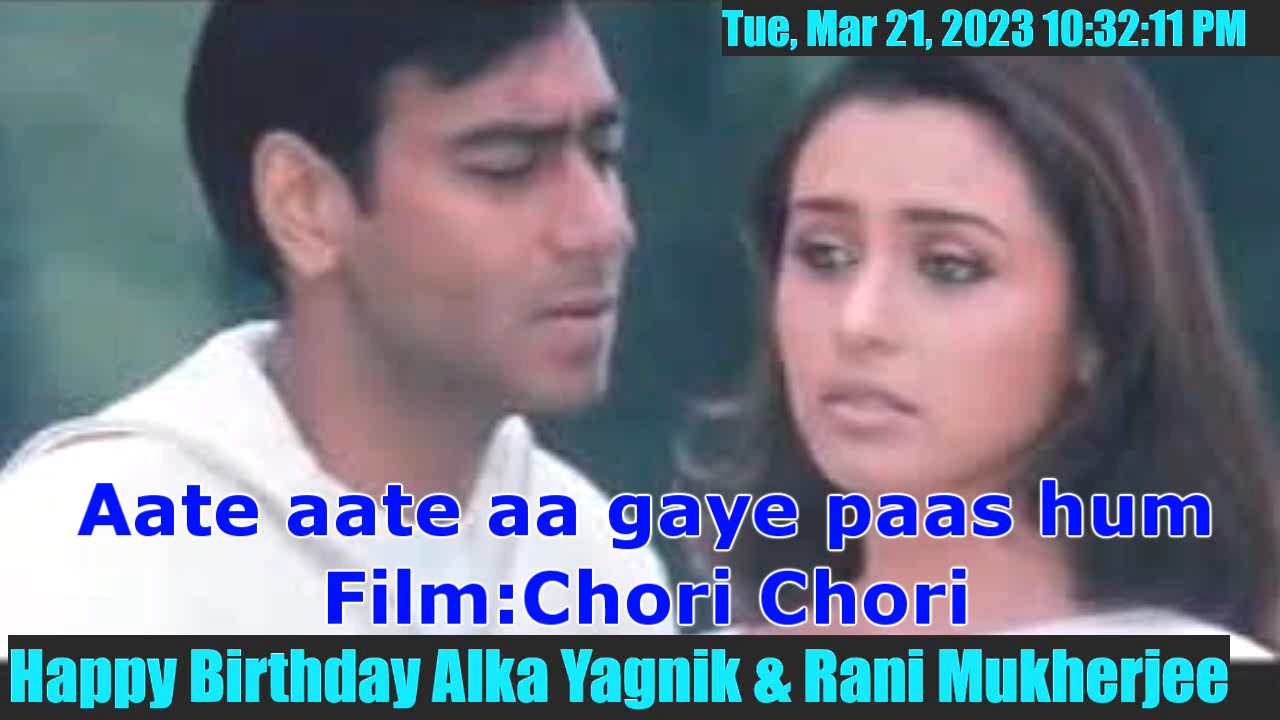 Tue, Mar 21, 2023 10:32:11 PM
Aate aate aa gaye paas hum
Film:Chori Chori
Happy Birthday Alka Yagnik & Rani Mukherjee